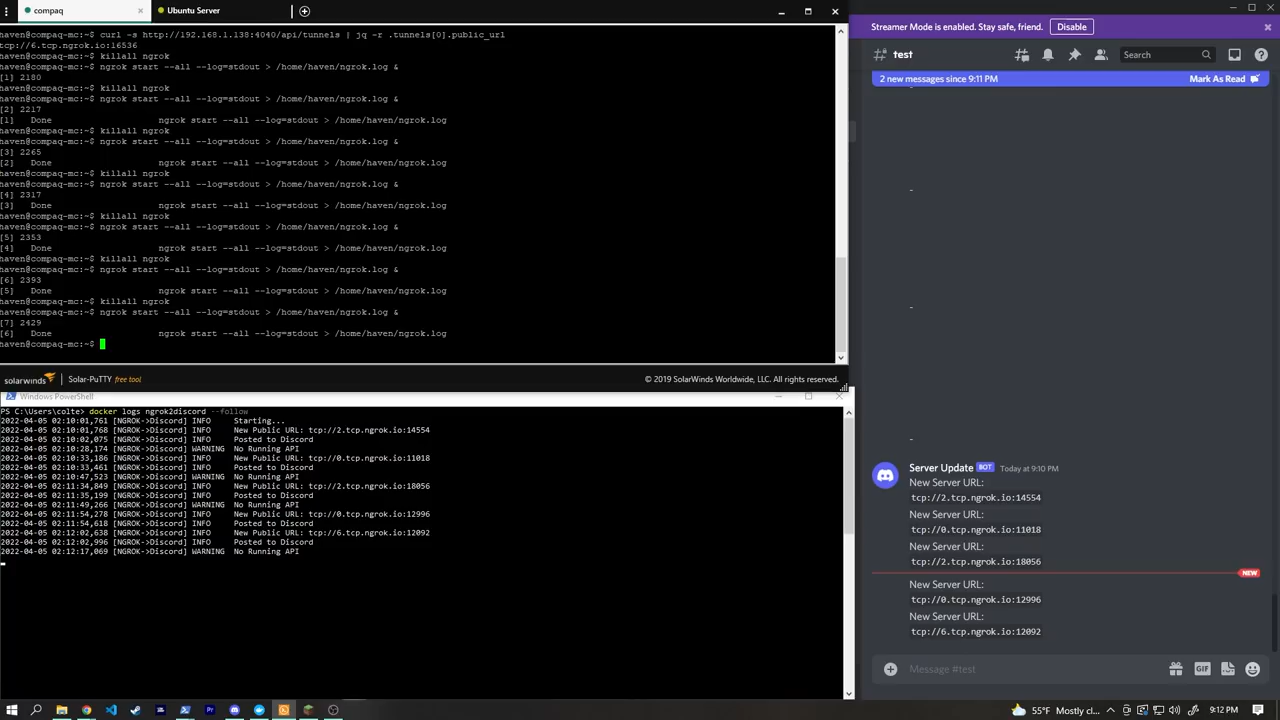 compaq × Ubuntu Server
haven@compaq-mc:~$ curl -s http://192.168.1.138:4040/api/tunnels | jq -r .tunnels[0].public_url
tcp://6.tcp.ngrok.io:16536
haven@compaq-mc:~$ killall ngrok
haven@compaq-mc:~$ ngrok start --all --log=stdout > /home/haven/ngrok.log &
[1] 2180
haven@compaq-mc:~$ killall ngrok
haven@compaq-mc:~$ ngrok start --all --log=stdout > /home/haven/ngrok.log &
[2] 2217
[1] Done ngrok start --all --log=stdout > /home/haven/ngrok.log
haven@compaq-mc:~$ killall ngrok
haven@compaq-mc:~$ ngrok start --all --log=stdout > /home/haven/ngrok.log &
[3] 2265
[2] Done ngrok start --all --log=stdout > /home/haven/ngrok.log
haven@compaq-mc:~$ killall ngrok
haven@compaq-mc:~$ ngrok start --all --log=stdout > /home/haven/ngrok.log &
[4] 2317
[3] Done ngrok start --all --log=stdout > /home/haven/ngrok.log
haven@compaq-mc:~$ killall ngrok
haven@compaq-mc:~$ ngrok start --all --log=stdout > /home/haven/ngrok.log &
[5] 2353
[4] Done ngrok start --all --log=stdout > /home/haven/ngrok.log
haven@compaq-mc:~$ killall ngrok
haven@compaq-mc:~$ ngrok start --all --log=stdout > /home/haven/ngrok.log &
[6] 2393
[5] Done ngrok start --all --log=stdout > /home/haven/ngrok.log
haven@compaq-mc:~$ killall ngrok
haven@compaq-mc:~$ ngrok start --all --log=stdout > /home/haven/ngrok.log &
[7] 2429
[6] Done ngrok start --all --log=stdout > /home/haven/ngrok.log
haven@compaq-mc:~$
solarwinds | Solar-PuTTY free tool © 2019 SolarWinds Worldwide, LLC. All rights reserved.
Windows PowerShell
PS C:\Users\colte> docker logs ngrok2discord --follow
2022-04-05 02:10:01,761 [NGROK->Discord] INFO Starting...
2022-04-05 02:10:01,768 [NGROK->Discord] INFO New Public URL: tcp://2.tcp.ngrok.io:14554
2022-04-05 02:10:02,075 [NGROK->Discord] INFO Posted to Discord
2022-04-05 02:10:28,174 [NGROK->Discord] WARNING No Running API
2022-04-05 02:10:33,186 [NGROK->Discord] INFO New Public URL: tcp://0.tcp.ngrok.io:11018
2022-04-05 02:10:33,461 [NGROK->Discord] INFO Posted to Discord
2022-04-05 02:10:47,523 [NGROK->Discord] WARNING No Running API
2022-04-05 02:11:34,849 [NGROK->Discord] INFO New Public URL: tcp://2.tcp.ngrok.io:18056
2022-04-05 02:11:35,199 [NGROK->Discord] INFO Posted to Discord
2022-04-05 02:11:49,266 [NGROK->Discord] WARNING No Running API
2022-04-05 02:11:54,278 [NGROK->Discord] INFO New Public URL: tcp://0.tcp.ngrok.io:12996
2022-04-05 02:11:54,618 [NGROK->Discord] INFO Posted to Discord
2022-04-05 02:12:02,638 [NGROK->Discord] INFO New Public URL: tcp://6.tcp.ngrok.io:12092
2022-04-05 02:12:02,996 [NGROK->Discord] INFO Posted to Discord
2022-04-05 02:12:17,069 [NGROK->Discord] WARNING No Running API
Streamer Mode is enabled. Stay safe, friend. Disable
# test Search
2 new messages since 9:11 PM Mark As Read
-
-
-
-
Server Update BOT Today at 9:10 PM
New Server URL:
tcp://2.tcp.ngrok.io:14554
New Server URL:
tcp://0.tcp.ngrok.io:11018
New Server URL:
tcp://2.tcp.ngrok.io:18056
NEW
New Server URL:
tcp://0.tcp.ngrok.io:12996
New Server URL:
tcp://6.tcp.ngrok.io:12092
Message #test GIF
55°F Mostly cl... 9:12 PM